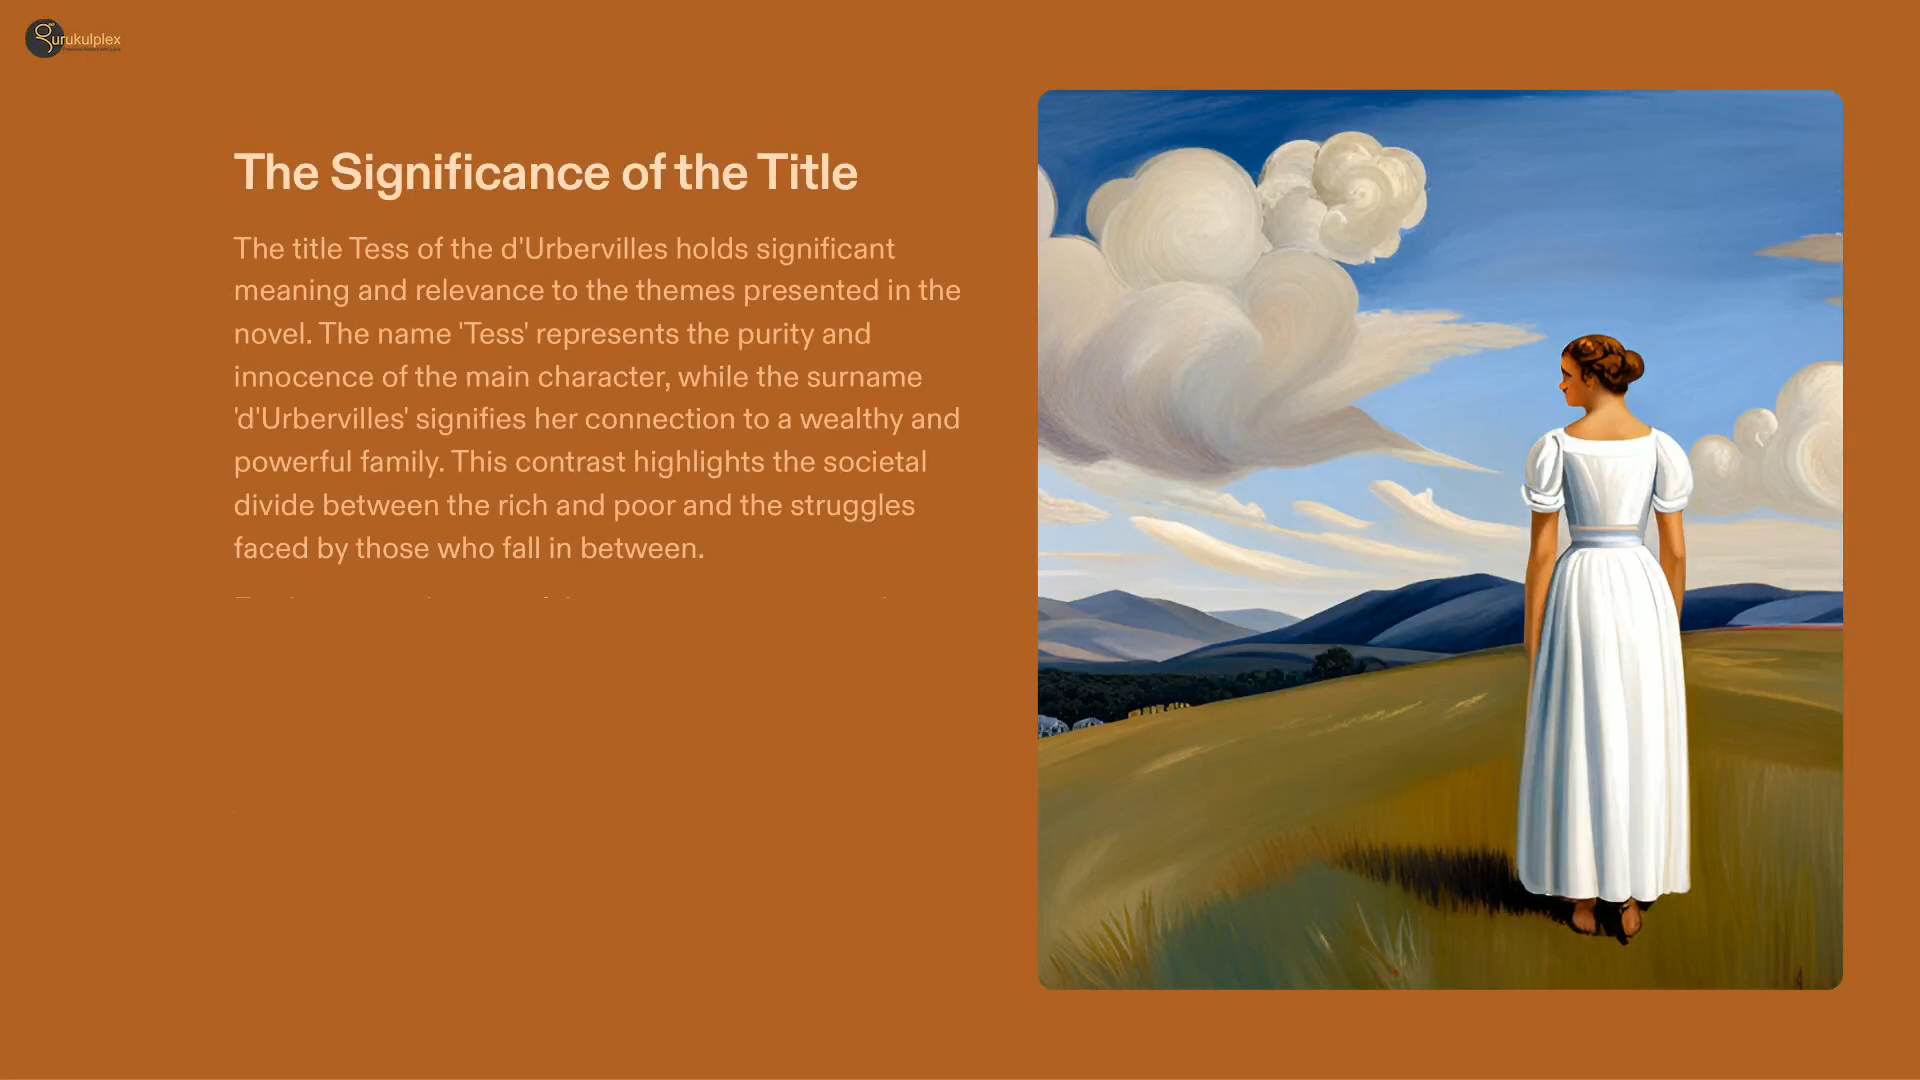 gurukulplex
The Significance of the Title
The title Tess of the d'Urbervilles holds significant
meaning and relevance to the themes presented in the
novel. The name 'Tess' represents the purity and
innocence of the main character, while the surname
'd'Urbervilles' signifies her connection to a wealthy and
powerful family. This contrast highlights the societal
divide between the rich and poor and the struggles
faced by those who fall in between.